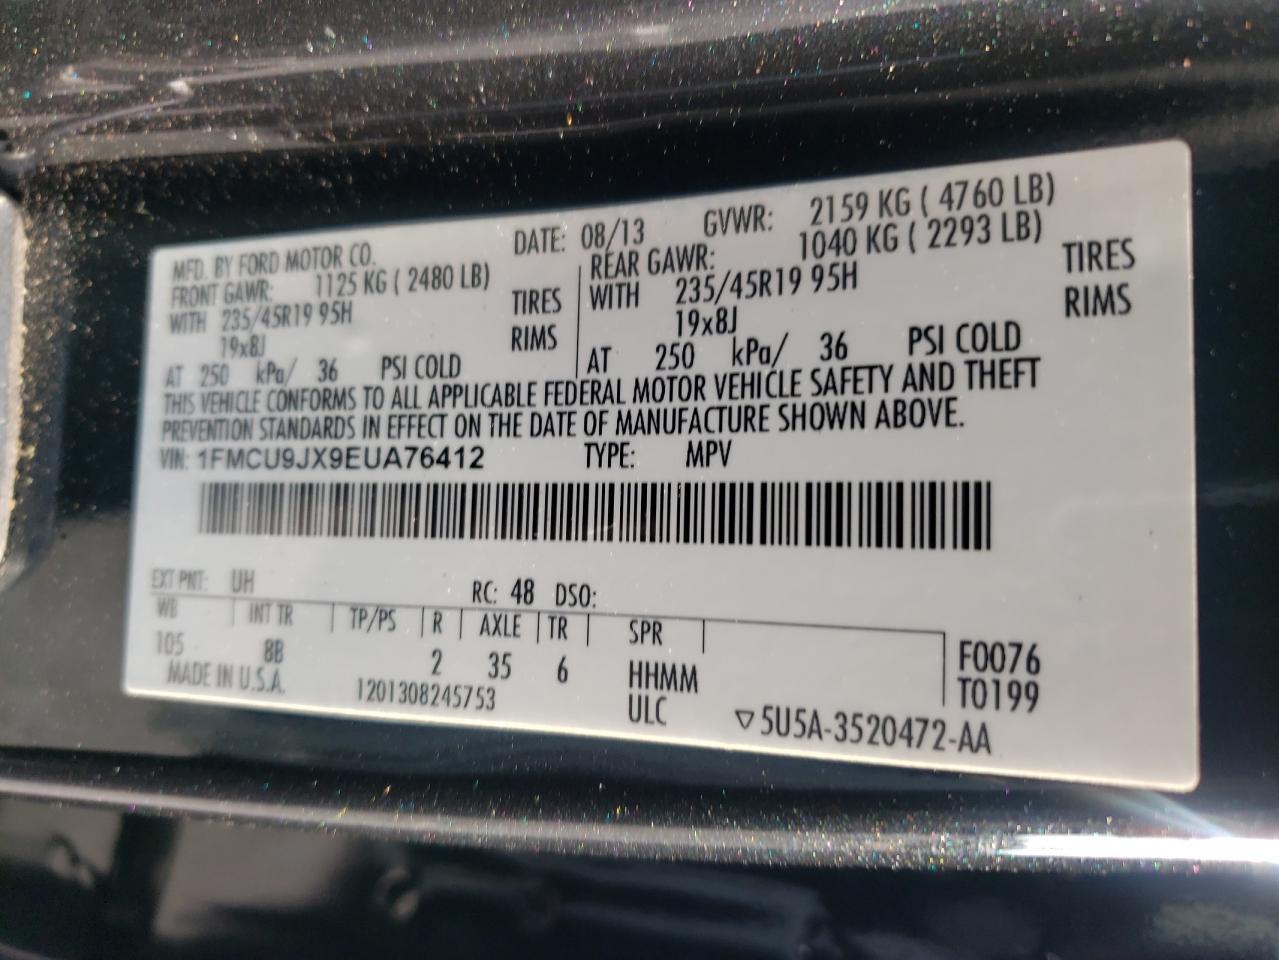 MFD. BY FORD MOTOR CO. DATE: 08/13 GVWR: 2159 KG ( 4760 LB)
FRONT GAWR: 1125 KG ( 2480 LB) REAR GAWR: 1040 KG ( 2293 LB)
WITH 235/45R19 95H TIRES WITH 235/45R19 95H TIRES
19x8J RIMS 19x8J RIMS
AT 250 kPa/ 36 PSI COLD AT 250 kPa/ 36 PSI COLD
THIS VEHICLE CONFORMS TO ALL APPLICABLE FEDERAL MOTOR VEHICLE SAFETY AND THEFT
PREVENTION STANDARDS IN EFFECT ON THE DATE OF MANUFACTURE SHOWN ABOVE.
VIN: 1FMCU9JX9EUA76412 TYPE: MPV
EXT PNT: UH RC: 48 DSO:
WB INT TR TP/PS R AXLE TR SPR
105 8B 2 35 6 HHMM F0076
MADE IN U.S.A. 1201308245753 ULC T0199
▽5U5A-3520472-AA